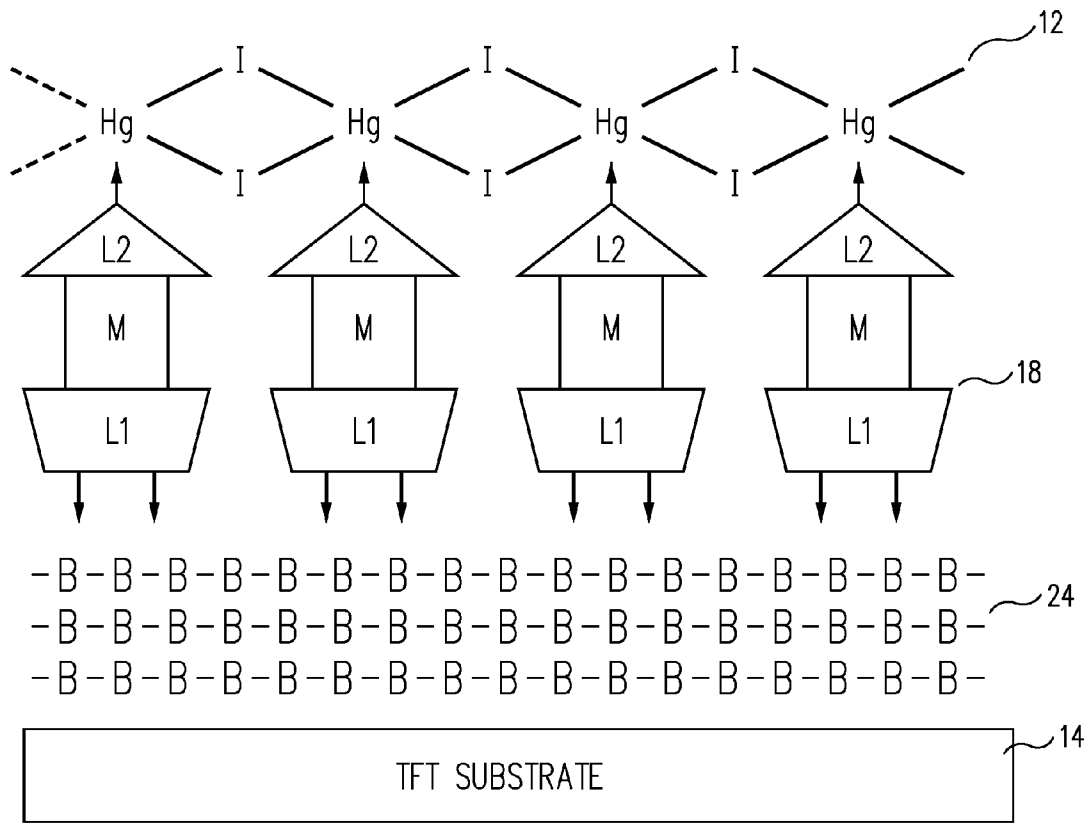 12
I I I
Hg Hg Hg Hg
I I I
L2 L2 L2 L2
M M M M
18
L1 L1 L1 L1
-B-B-B-B-B-B-B-B-B-B-B-B-B-B-B-B-B-
24
-B-B-B-B-B-B-B-B-B-B-B-B-B-B-B-B-B-
-B-B-B-B-B-B-B-B-B-B-B-B-B-B-B-B-B-
14
TFT SUBSTRATE